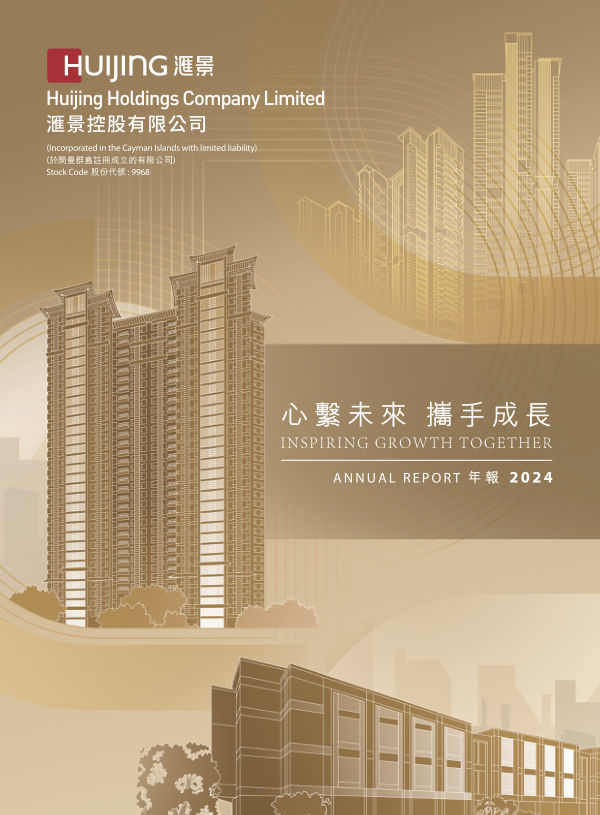 HUIJING 滙景
Huijing Holdings Company Limited
滙景控股有限公司
(Incorporated in the Cayman Islands with limited liability)
(於開曼群島註冊成立的有限公司)
Stock Code 股份代號 : 9968
心繫未來 攜手成長
INSPIRING GROWTH TOGETHER
ANNUAL REPORT 年報 2024